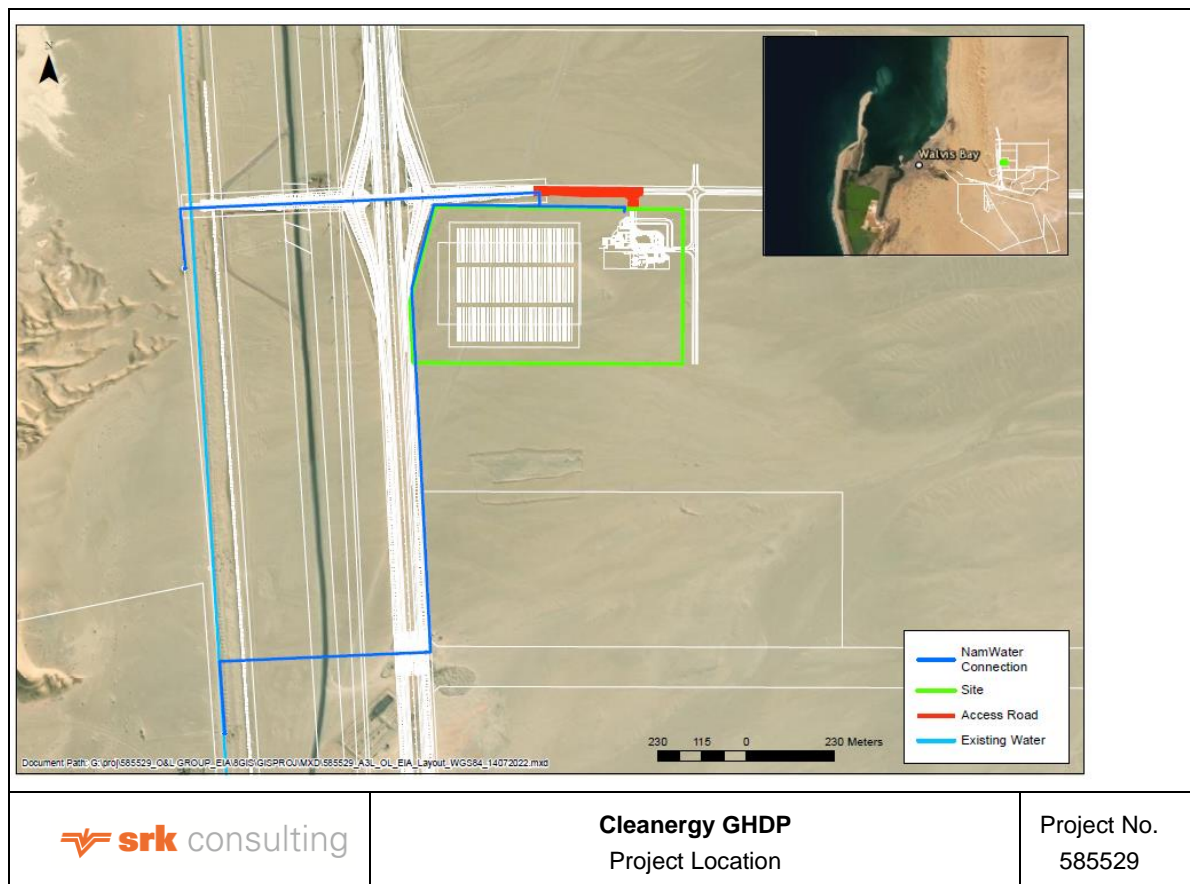 N
Walvis Bay
NamWater
Connection
Site
Access Road
Existing Water
230 115 0 230 Meters
Document Path: G:\proj\585529_O&L GROUP_EIA\8GIS\GISPROJ\MXD\585529_A3L_OL_EIA_Layout_WGS84_14072022.mxd
srk consulting
Cleanergy GHDP
Project Location
Project No.
585529